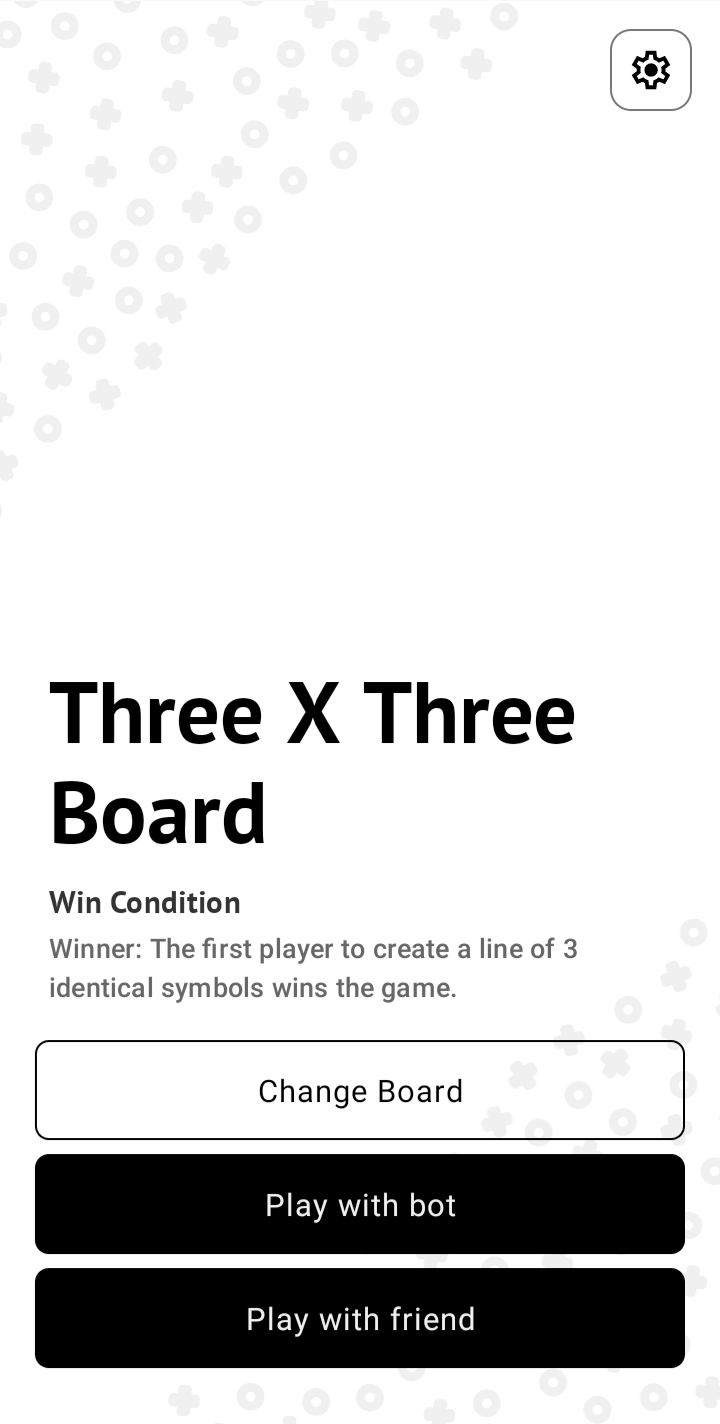 Three X Three
Board
Win Condition
Winner: The first player to create a line of 3
identical symbols wins the game.
Change Board
Play with bot
Play with friend